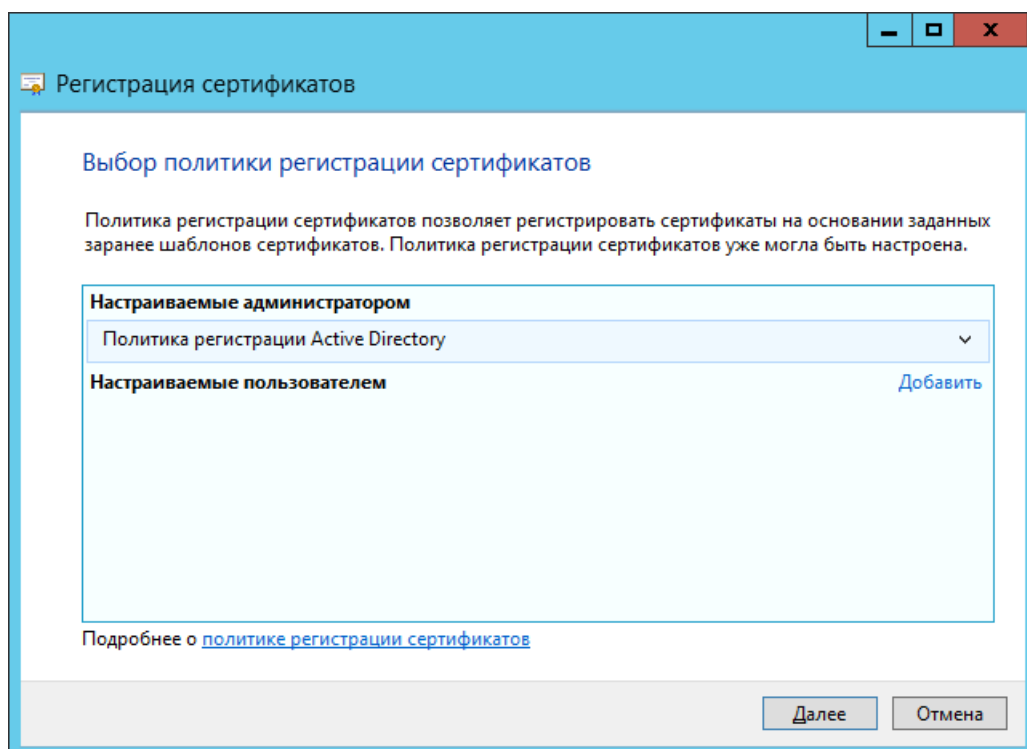 Регистрация сертификатов
Выбор политики регистрации сертификатов
Политика регистрации сертификатов позволяет регистрировать сертификаты на основании заданных
заранее шаблонов сертификатов. Политика регистрации сертификатов уже могла быть настроена.
Настраиваемые администратором
Политика регистрации Active Directory
Настраиваемые пользователем Добавить
Подробнее о политике регистрации сертификатов
Далее Отмена